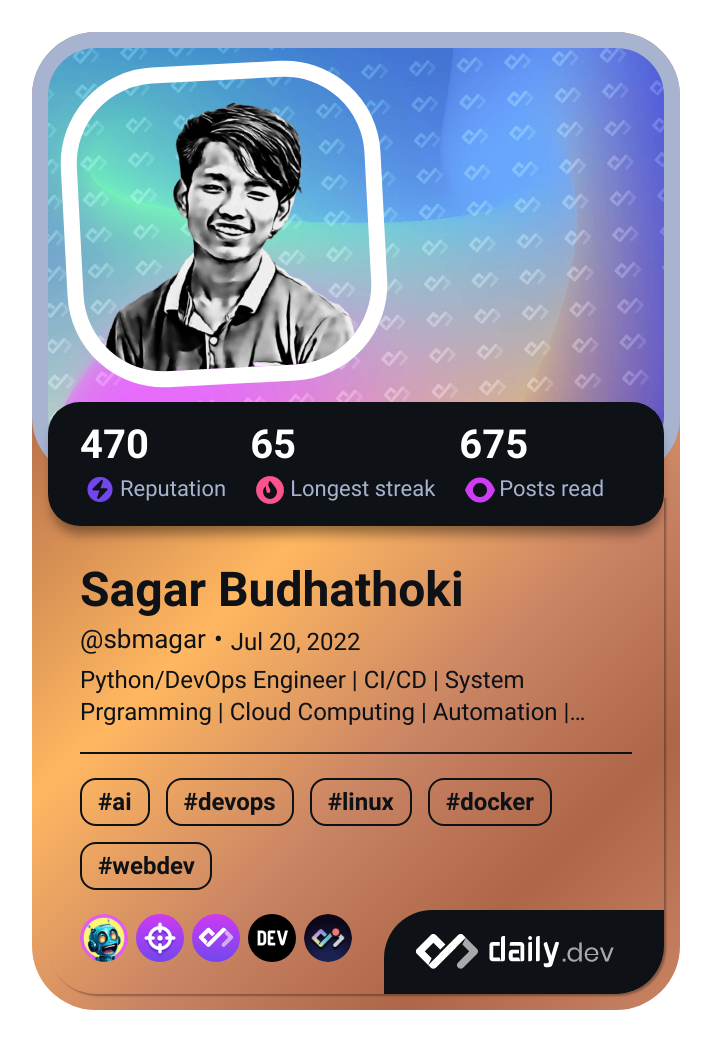 470 65 675
Reputation Longest streak Posts read
Sagar Budhathoki
@sbmagar • Jul 20, 2022
Python/DevOps Engineer | CI/CD | System
Prgramming | Cloud Computing | Automation |...
#ai #devops #linux #docker
#webdev
DEV
daily.dev